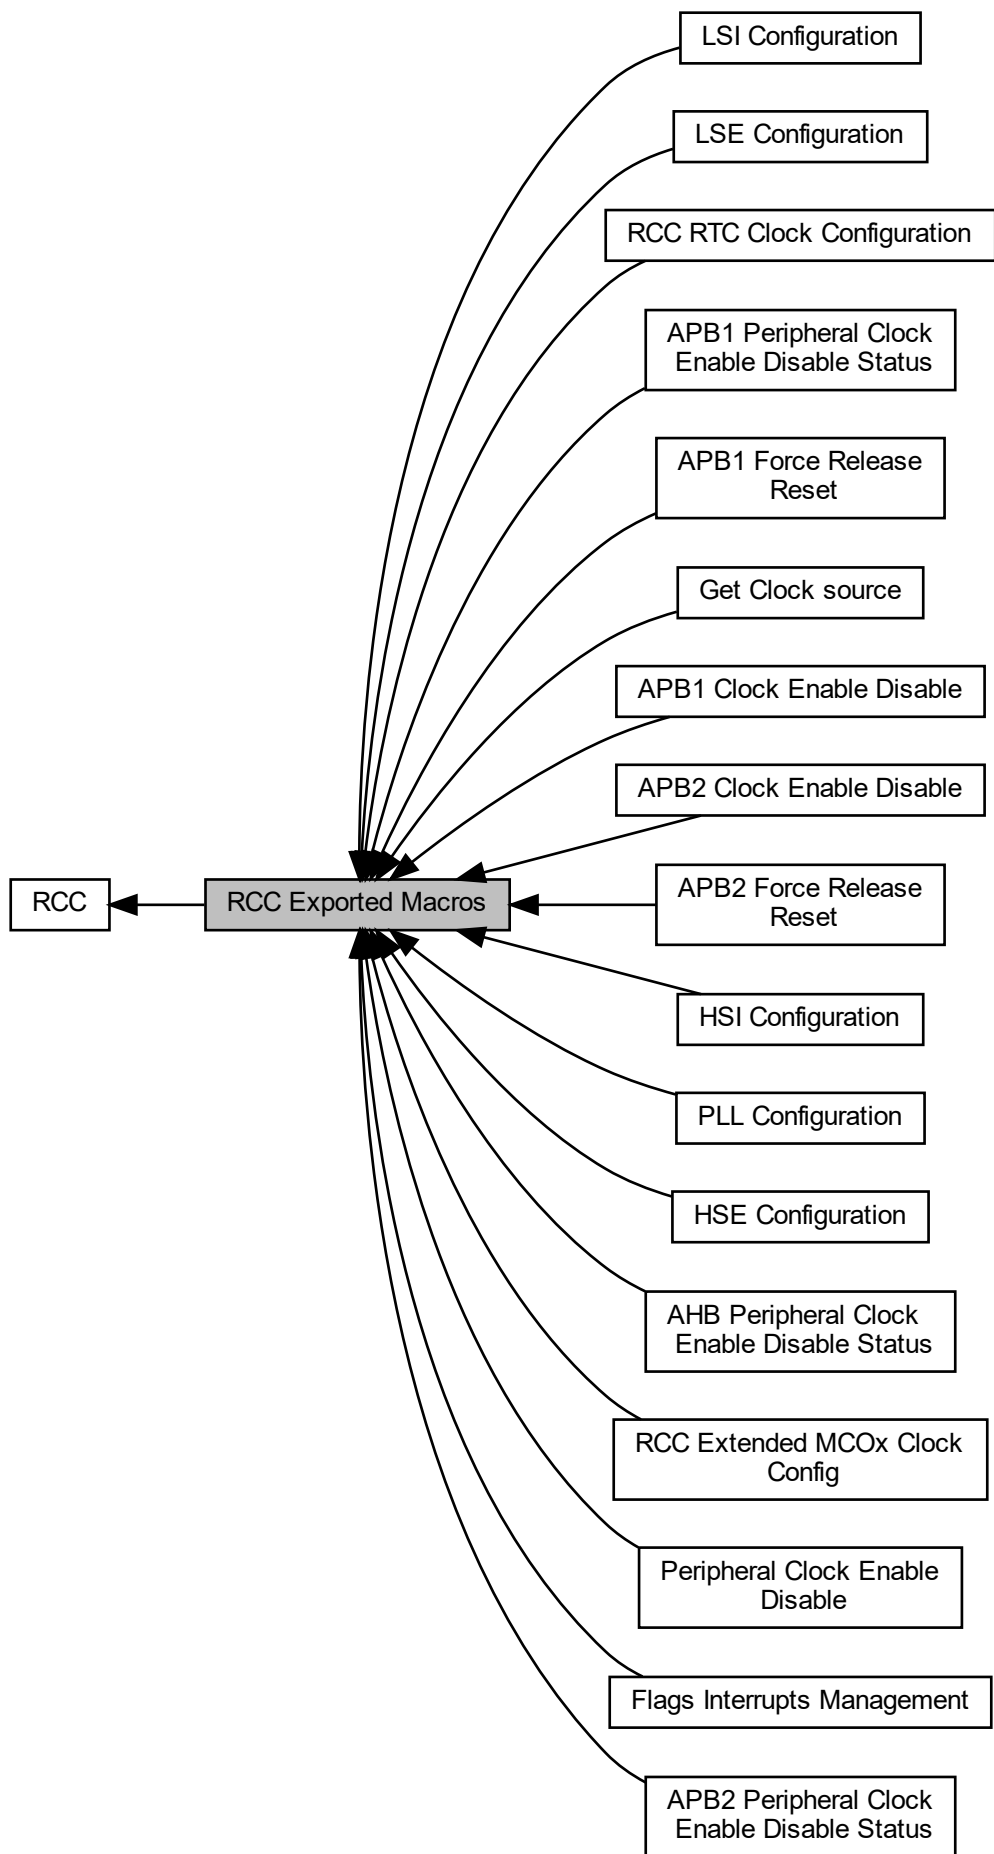 LSI Configuration
LSE Configuration
RCC RTC Clock Configuration
APB1 Peripheral Clock
Enable Disable Status
APB1 Force Release
Reset
Get Clock source
APB1 Clock Enable Disable
APB2 Clock Enable Disable
RCC
RCC Exported Macros
APB2 Force Release
Reset
HSI Configuration
PLL Configuration
HSE Configuration
AHB Peripheral Clock
Enable Disable Status
RCC Extended MCOx Clock
Config
Peripheral Clock Enable
Disable
Flags Interrupts Management
APB2 Peripheral Clock
Enable Disable Status